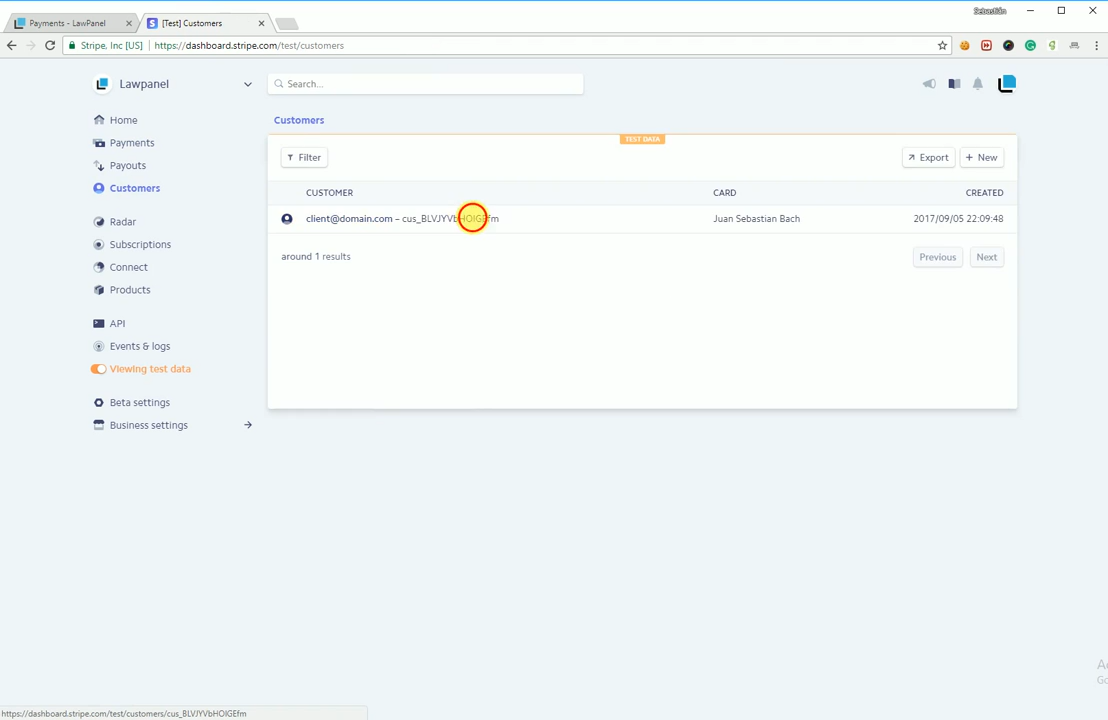 Sebastián
Payments - LawPanel
[Test] Customers
Stripe, Inc [US]
https://dashboard.stripe.com/test/customers
Lawpanel
Search...
Home
Payments
Payouts
Customers
Radar
Subscriptions
Connect
Products
API
Events & logs
Viewing test data
Beta settings
Business settings
Customers
TEST DATA
Filter
Export
New
CUSTOMER CARD CREATED
client@domain.com – cus_BLVJYVbHOIGEfm Juan Sebastian Bach 2017/09/05 22:09:48
around 1 results
Previous Next
https://dashboard.stripe.com/test/customers/cus_BLVJYVbHOIGEfm